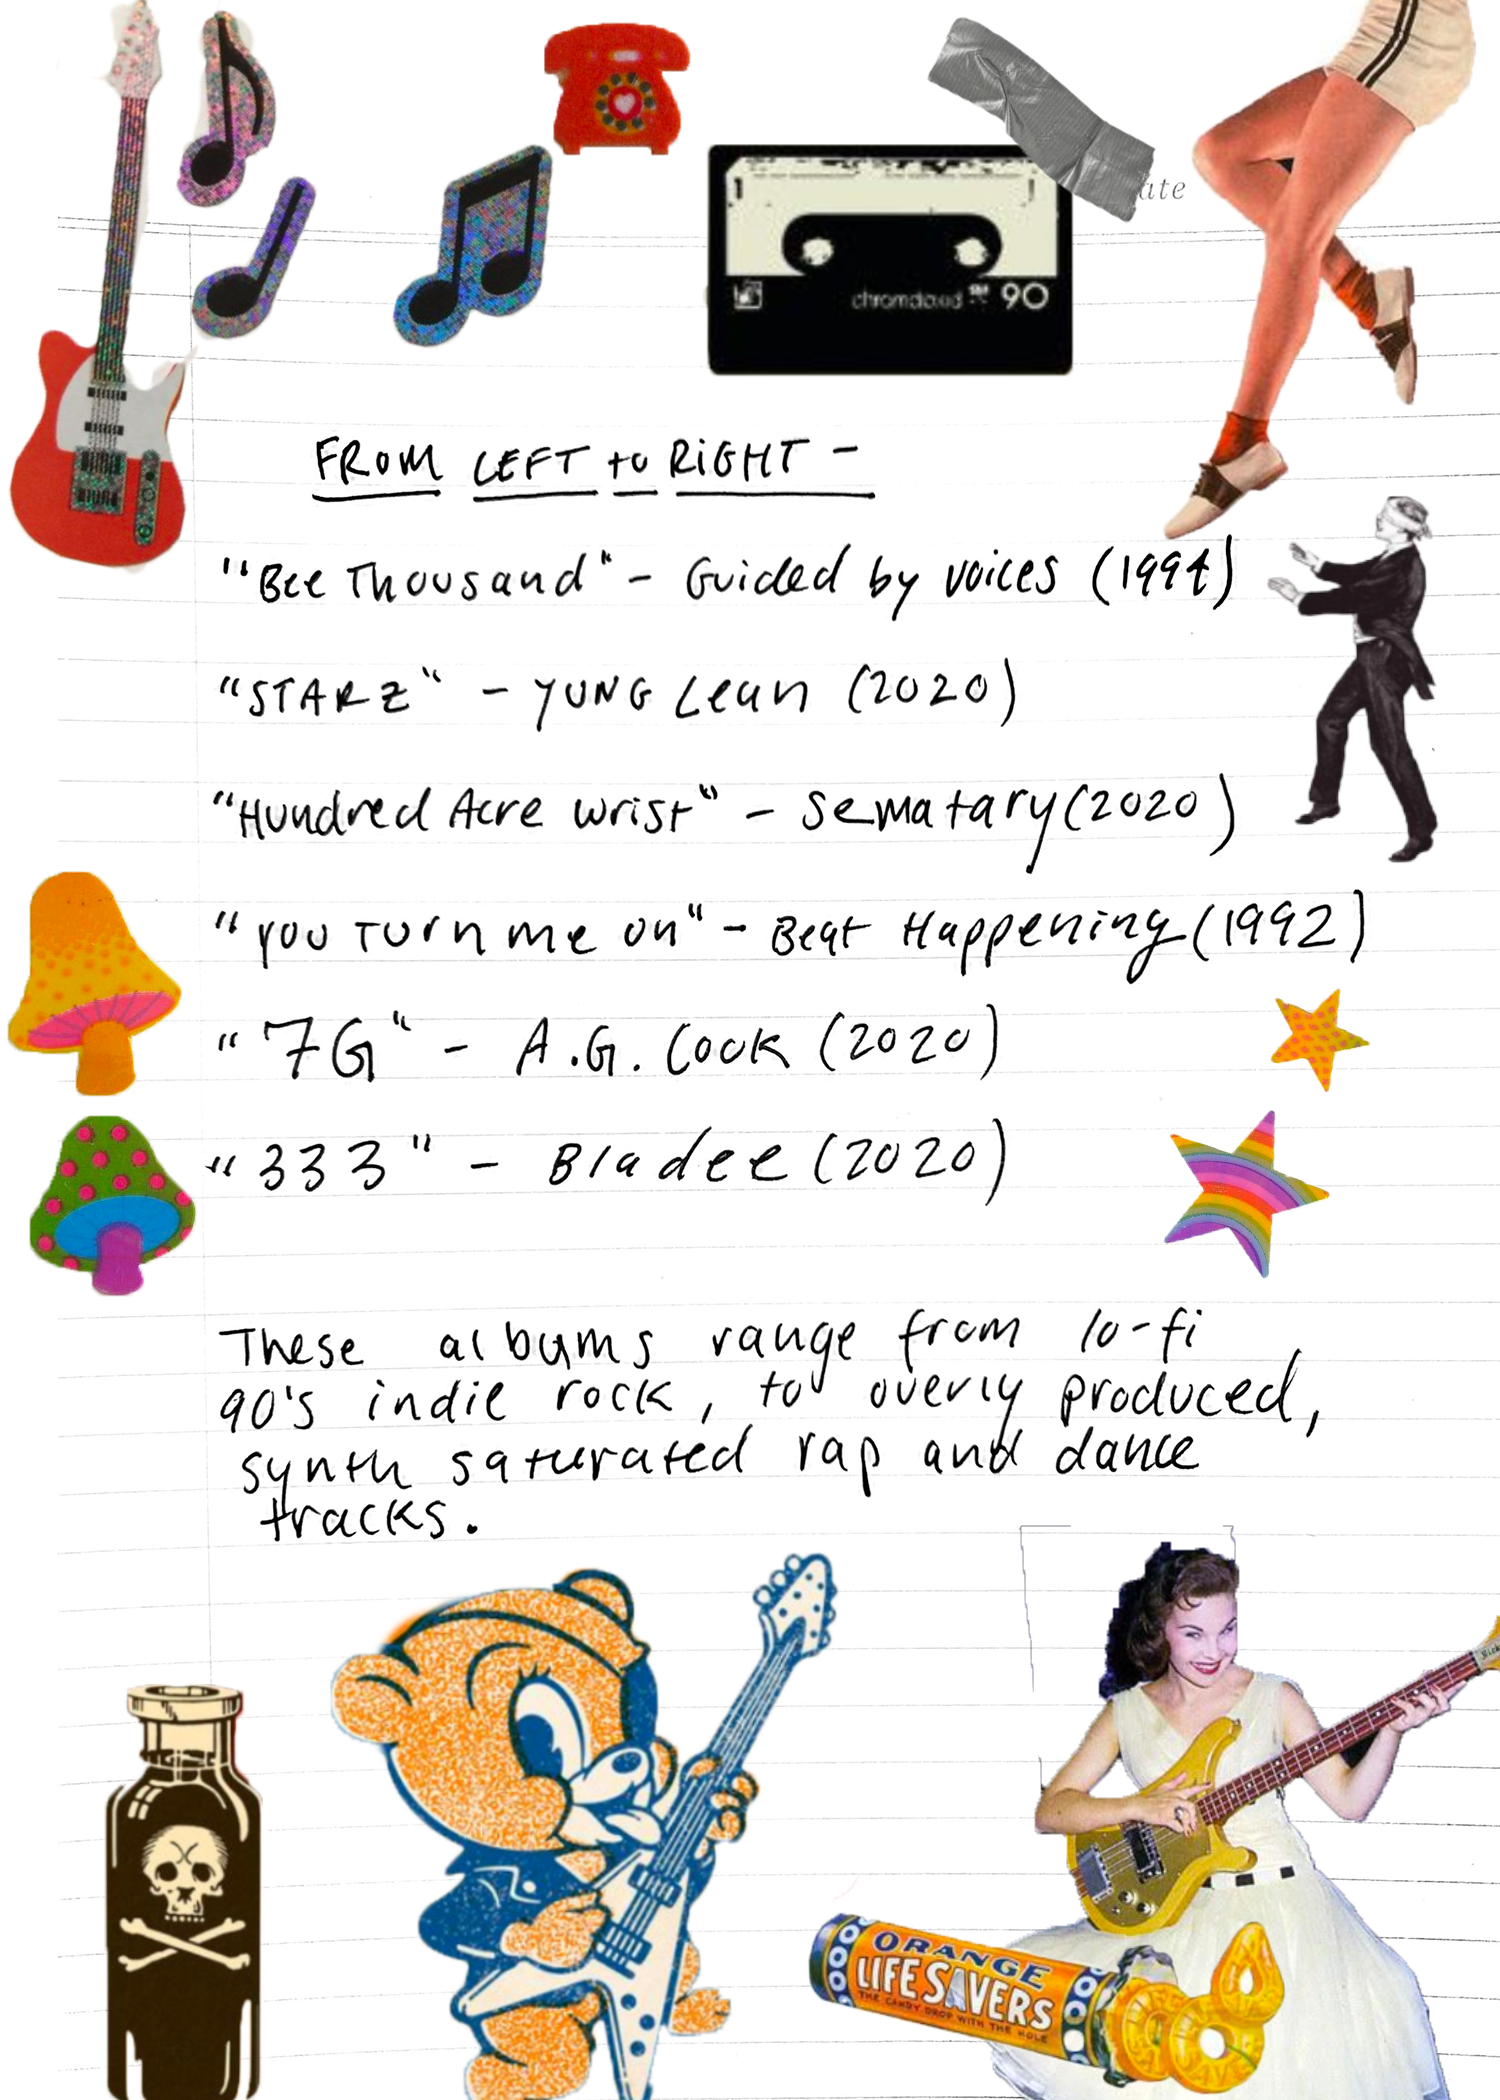 ate
chromdioxid 90
FROM LEFT to RiGHT -
"Bee Thousand" - Guided by voices (1994)
"STARZ" - YUNG Lean (2020)
"Hundred Acre Wrist" - Sematary (2020)
"you Turn me on" - Beat Happening (1992)
"7G" - A.G. Cook (2020)
"333" - Bladee (2020)
These albums range from lo-fi
90's indie rock, to overly produced,
synth saturated rap and dance
tracks.
ORANGE
LIFE SAVERS
THE CANDY DROP WITH THE HOLE